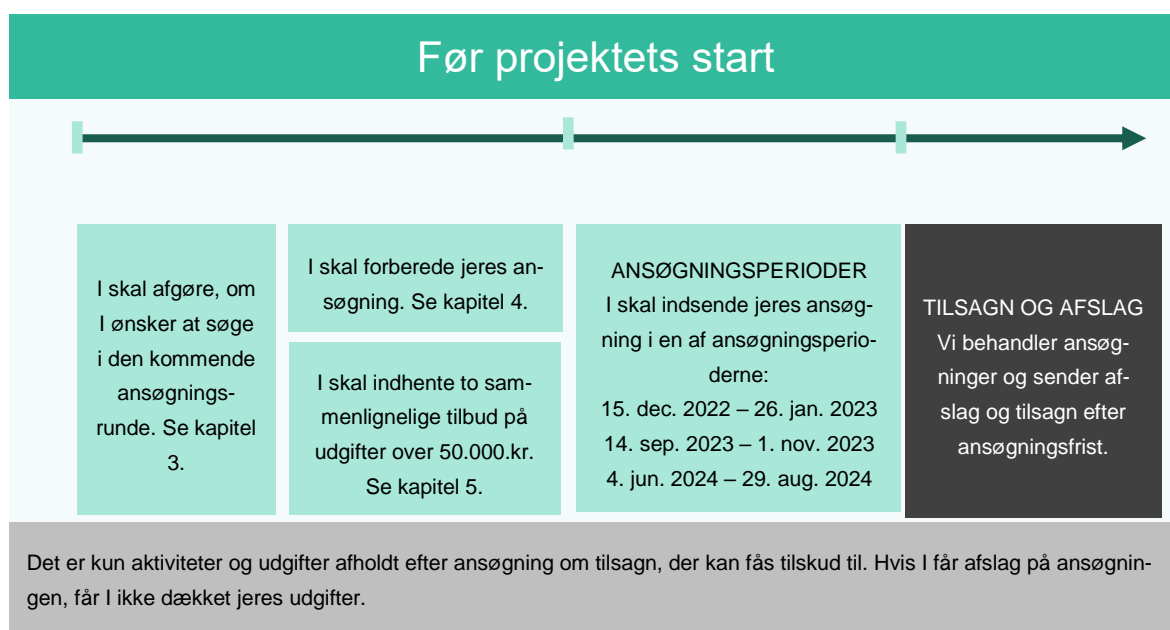 Før projektets start
I skal afgøre, om
I ønsker at søge
i den kommende
ansøgnings-
runde. Se kapitel
3.
I skal forberede jeres an-
søgning. Se kapitel 4.
I skal indhente to sam-
menlignelige tilbud på
udgifter over 50.000.kr.
Se kapitel 5.
ANSØGNINGSPERIODER
I skal indsende jeres ansøg-
ning i en af ansøgningsperio-
derne:
15. dec. 2022 – 26. jan. 2023
14. sep. 2023 – 1. nov. 2023
4. jun. 2024 – 29. aug. 2024
TILSAGN OG AFSLAG
Vi behandler ansøg-
ninger og sender af-
slag og tilsagn efter
ansøgningsfrist.
Det er kun aktiviteter og udgifter afholdt efter ansøgning om tilsagn, der kan fås tilskud til. Hvis I får afslag på ansøgnin-
gen, får I ikke dækket jeres udgifter.